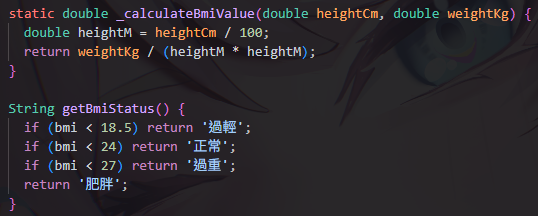 static double _calculateBmiValue(double heightCm, double weightKg) {
  double heightM = heightCm / 100;
  return weightKg / (heightM * heightM);
}

String getBmiStatus() {
  if (bmi < 18.5) return '過輕';
  if (bmi < 24) return '正常';
  if (bmi < 27) return '過重';
  return '肥胖';
}